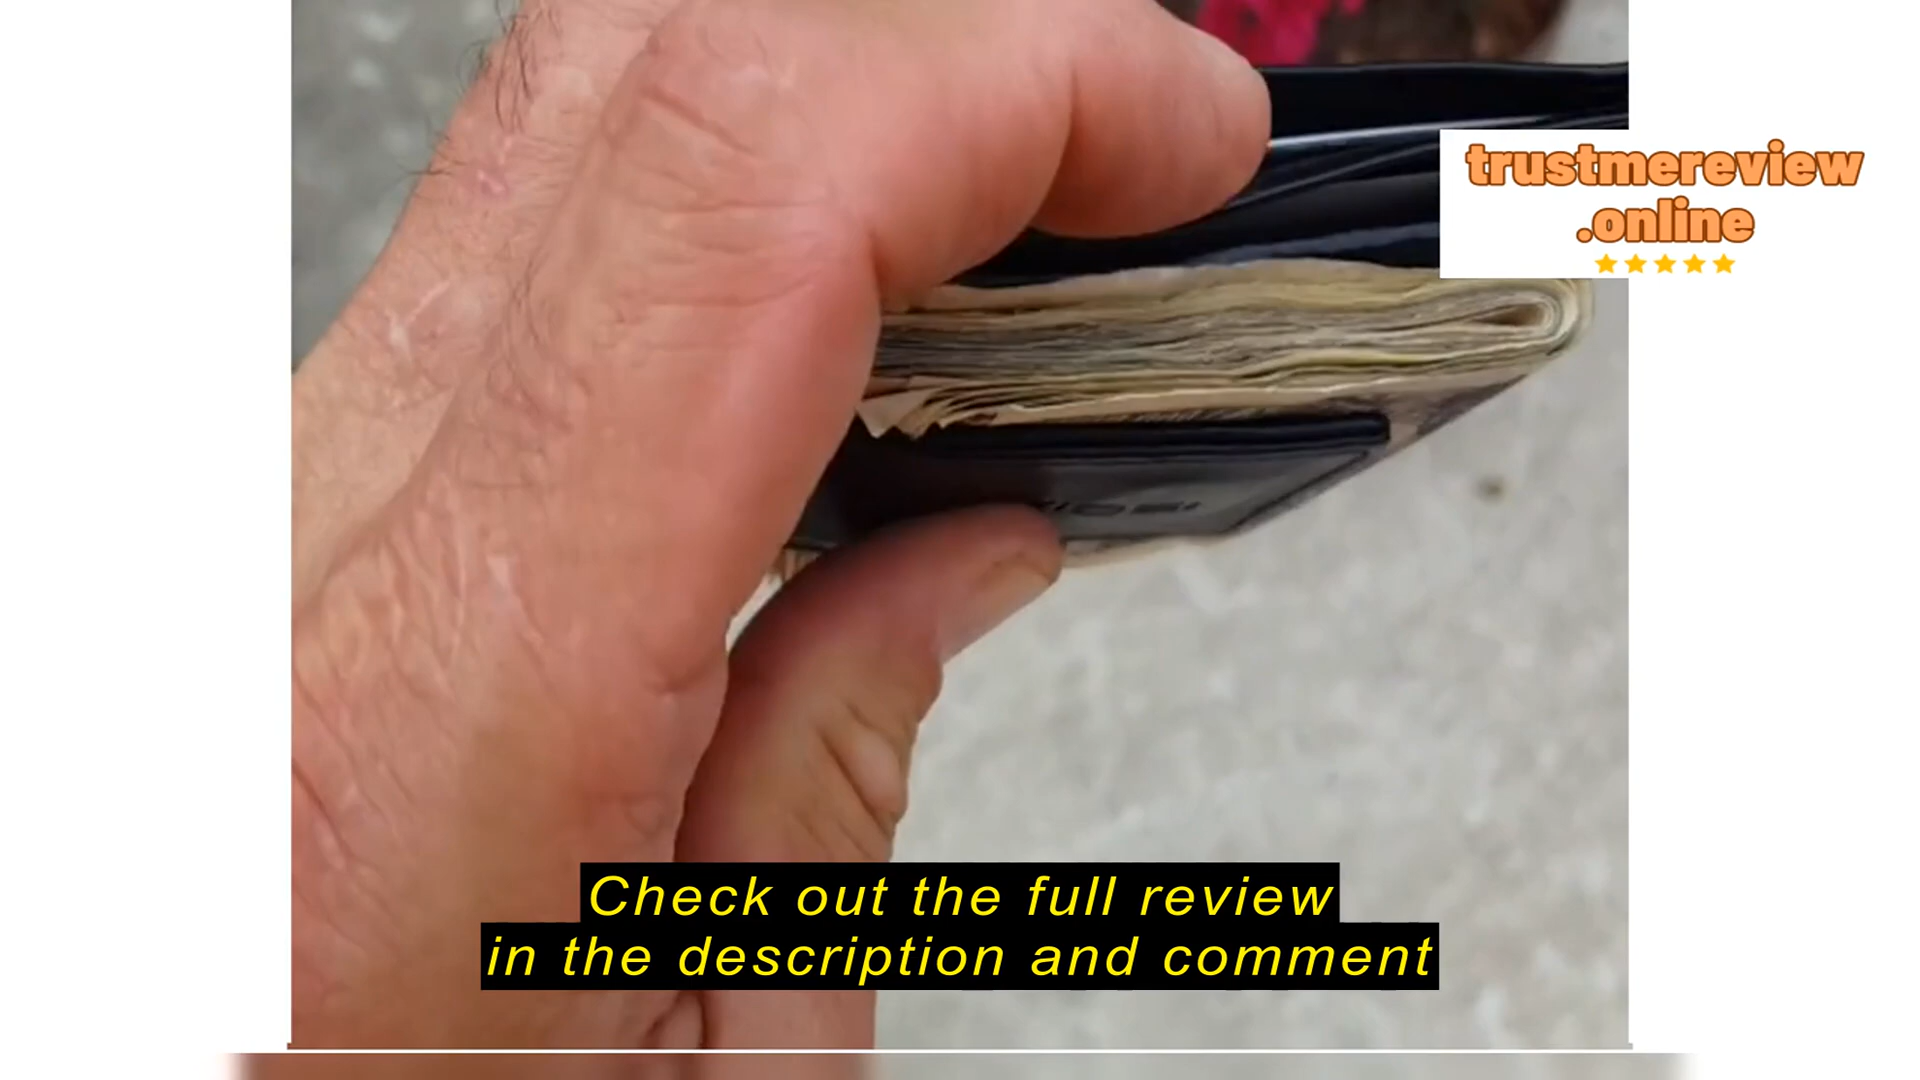 trustmereview
.online
Check out the full review
in the description and comment